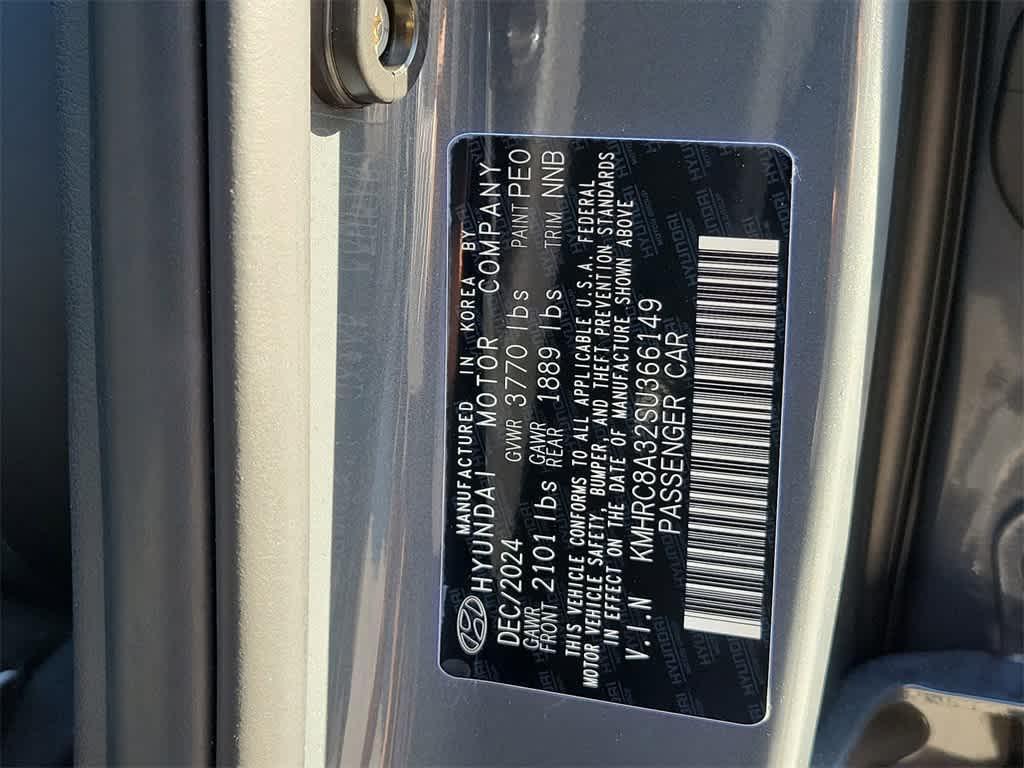 MANUFACTURED IN KOREA BY
HYUNDAI MOTOR COMPANY
DEC/2024 GVWR 3770 lbs PAINT PEO
GAWR FRONT 2101 lbs GAWR REAR 1889 lbs TRIM NNB
THIS VEHICLE CONFORMS TO ALL APPLICABLE U.S.A. FEDERAL
MOTOR VEHICLE SAFETY, BUMPER, AND THEFT PREVENTION STANDARDS
IN EFFECT ON THE DATE OF MANUFACTURE SHOWN ABOVE
V.I.N KMHRC8A32SU366149
PASSENGER CAR